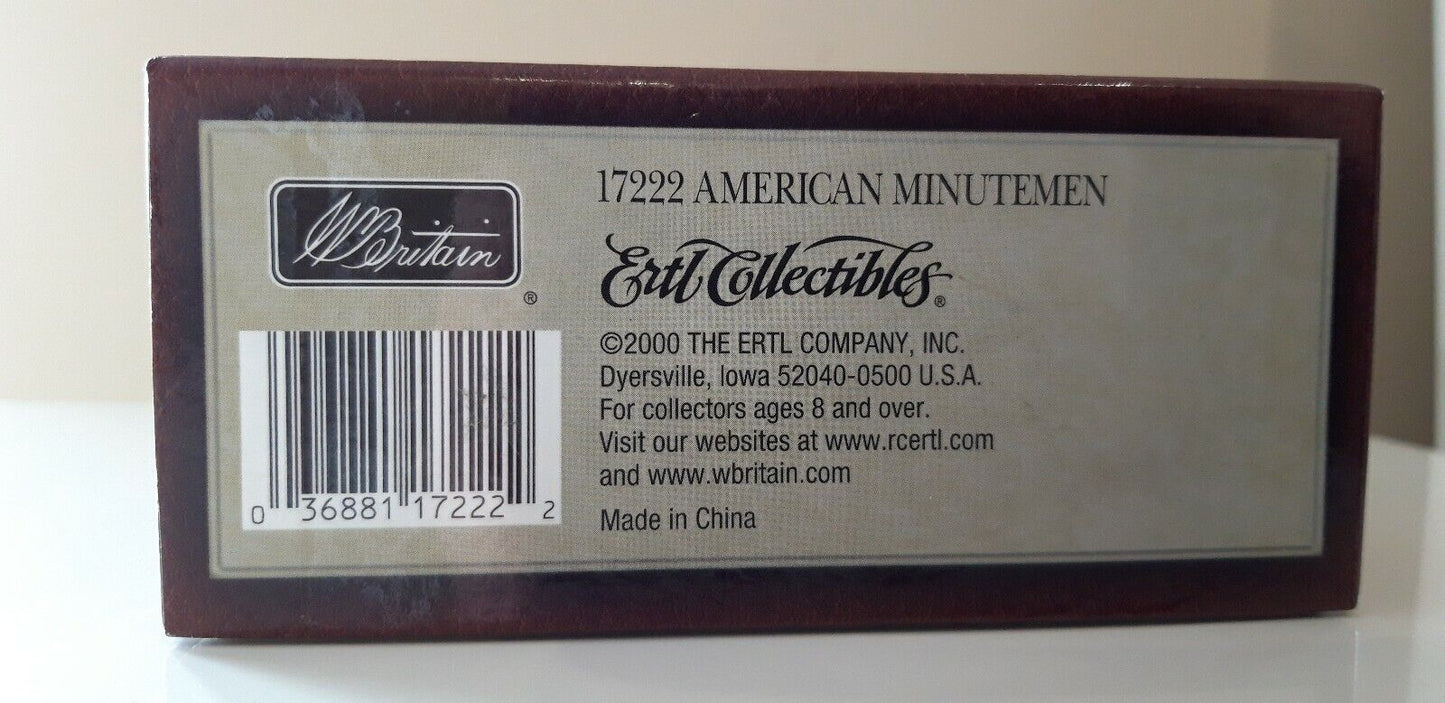 WBritain
®
17222 AMERICAN MINUTEMEN
Ertl Collectibles®
©2000 THE ERTL COMPANY, INC.
Dyersville, Iowa 52040-0500 U.S.A.
For collectors ages 8 and over.
Visit our websites at www.rcertl.com
and www.wbritain.com
Made in China
0 36881 17222 2